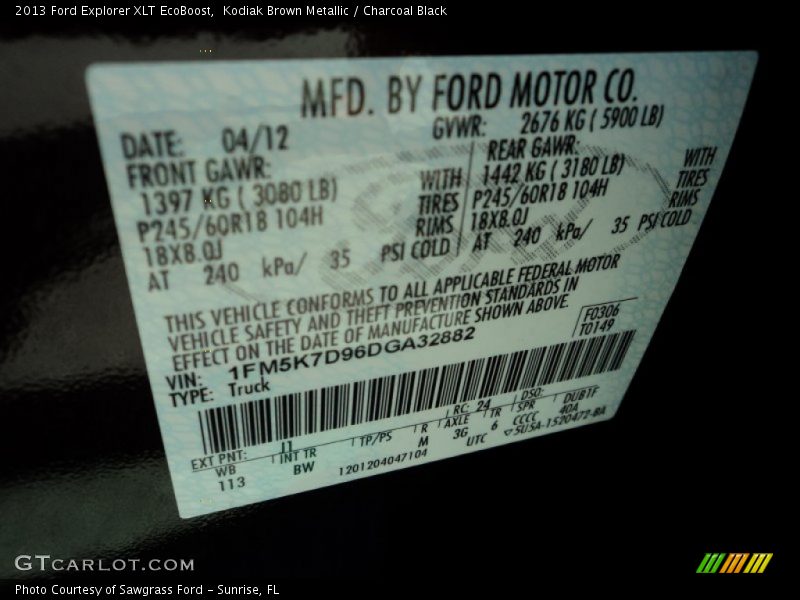 2013 Ford Explorer XLT EcoBoost,  Kodiak Brown Metallic / Charcoal Black
MFD. BY FORD MOTOR CO.
DATE: 04/12 GVWR: 2676 KG ( 5900 LB)
FRONT GAWR: REAR GAWR:
1397 KG ( 3080 LB) WITH 1442 KG ( 3180 LB) WITH
P245/60R18 104H TIRES P245/60R18 104H TIRES
18X8.0J RIMS 18X8.0J RIMS
AT 240 kPa/ 35 PSI COLD AT 240 kPa/ 35 PSI COLD
THIS VEHICLE CONFORMS TO ALL APPLICABLE FEDERAL MOTOR
VEHICLE SAFETY AND THEFT PREVENTION STANDARDS IN
EFFECT ON THE DATE OF MANUFACTURE SHOWN ABOVE.
F0306
T0149
VIN: 1FM5K7D96DGA32882
TYPE: Truck
EXT PNT: J1 RC: 24 DSO:
WB INT TR TP/PS R AXLE TR SPR DUBTF
113 BW M 3G 6 CCCC 40A
1201204047104 UTC 5U5A-1520472-BA
GTCARLOT.COM
Photo Courtesy of Sawgrass Ford - Sunrise, FL